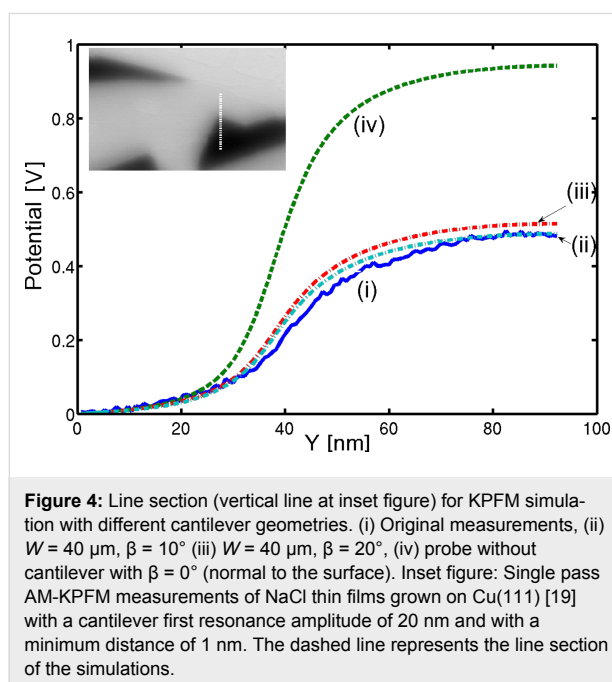 1
0.8
0.6
0.4
0.2
0
Potential [V]
(iv)
(iii)
(ii)
(i)
0 20 40 60 80 100
Y [nm]
Figure 4: Line section (vertical line at inset figure) for KPFM simula-
tion with different cantilever geometries. (i) Original measurements, (ii)
W = 40 μm, β = 10° (iii) W = 40 μm, β = 20°, (iv) probe without
cantilever with β = 0° (normal to the surface). Inset figure: Single pass
AM-KPFM measurements of NaCl thin films grown on Cu(111) [19]
with a cantilever first resonance amplitude of 20 nm and with a
minimum distance of 1 nm. The dashed line represents the line section
of the simulations.